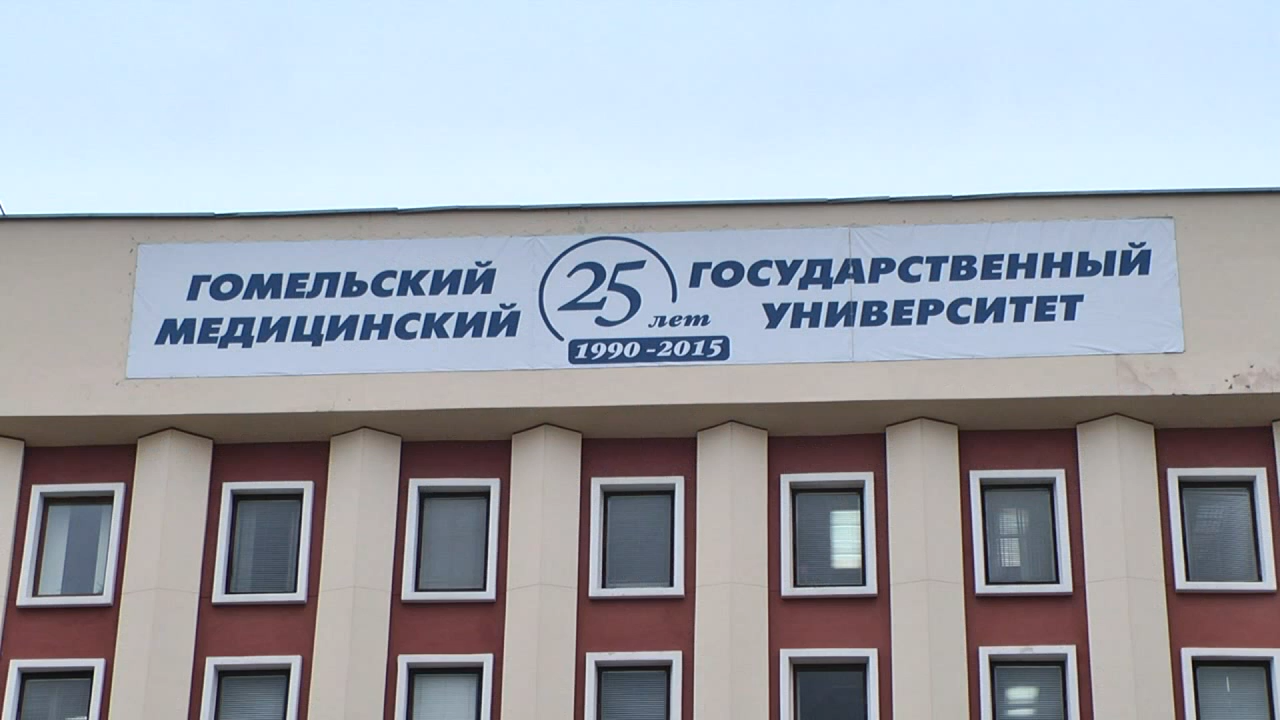 ГОМЕЛЬСКИЙ
МЕДИЦИНСКИЙ
25
лет
1990-2015
ГОСУДАРСТВЕННЫЙ
УНИВЕРСИТЕТ